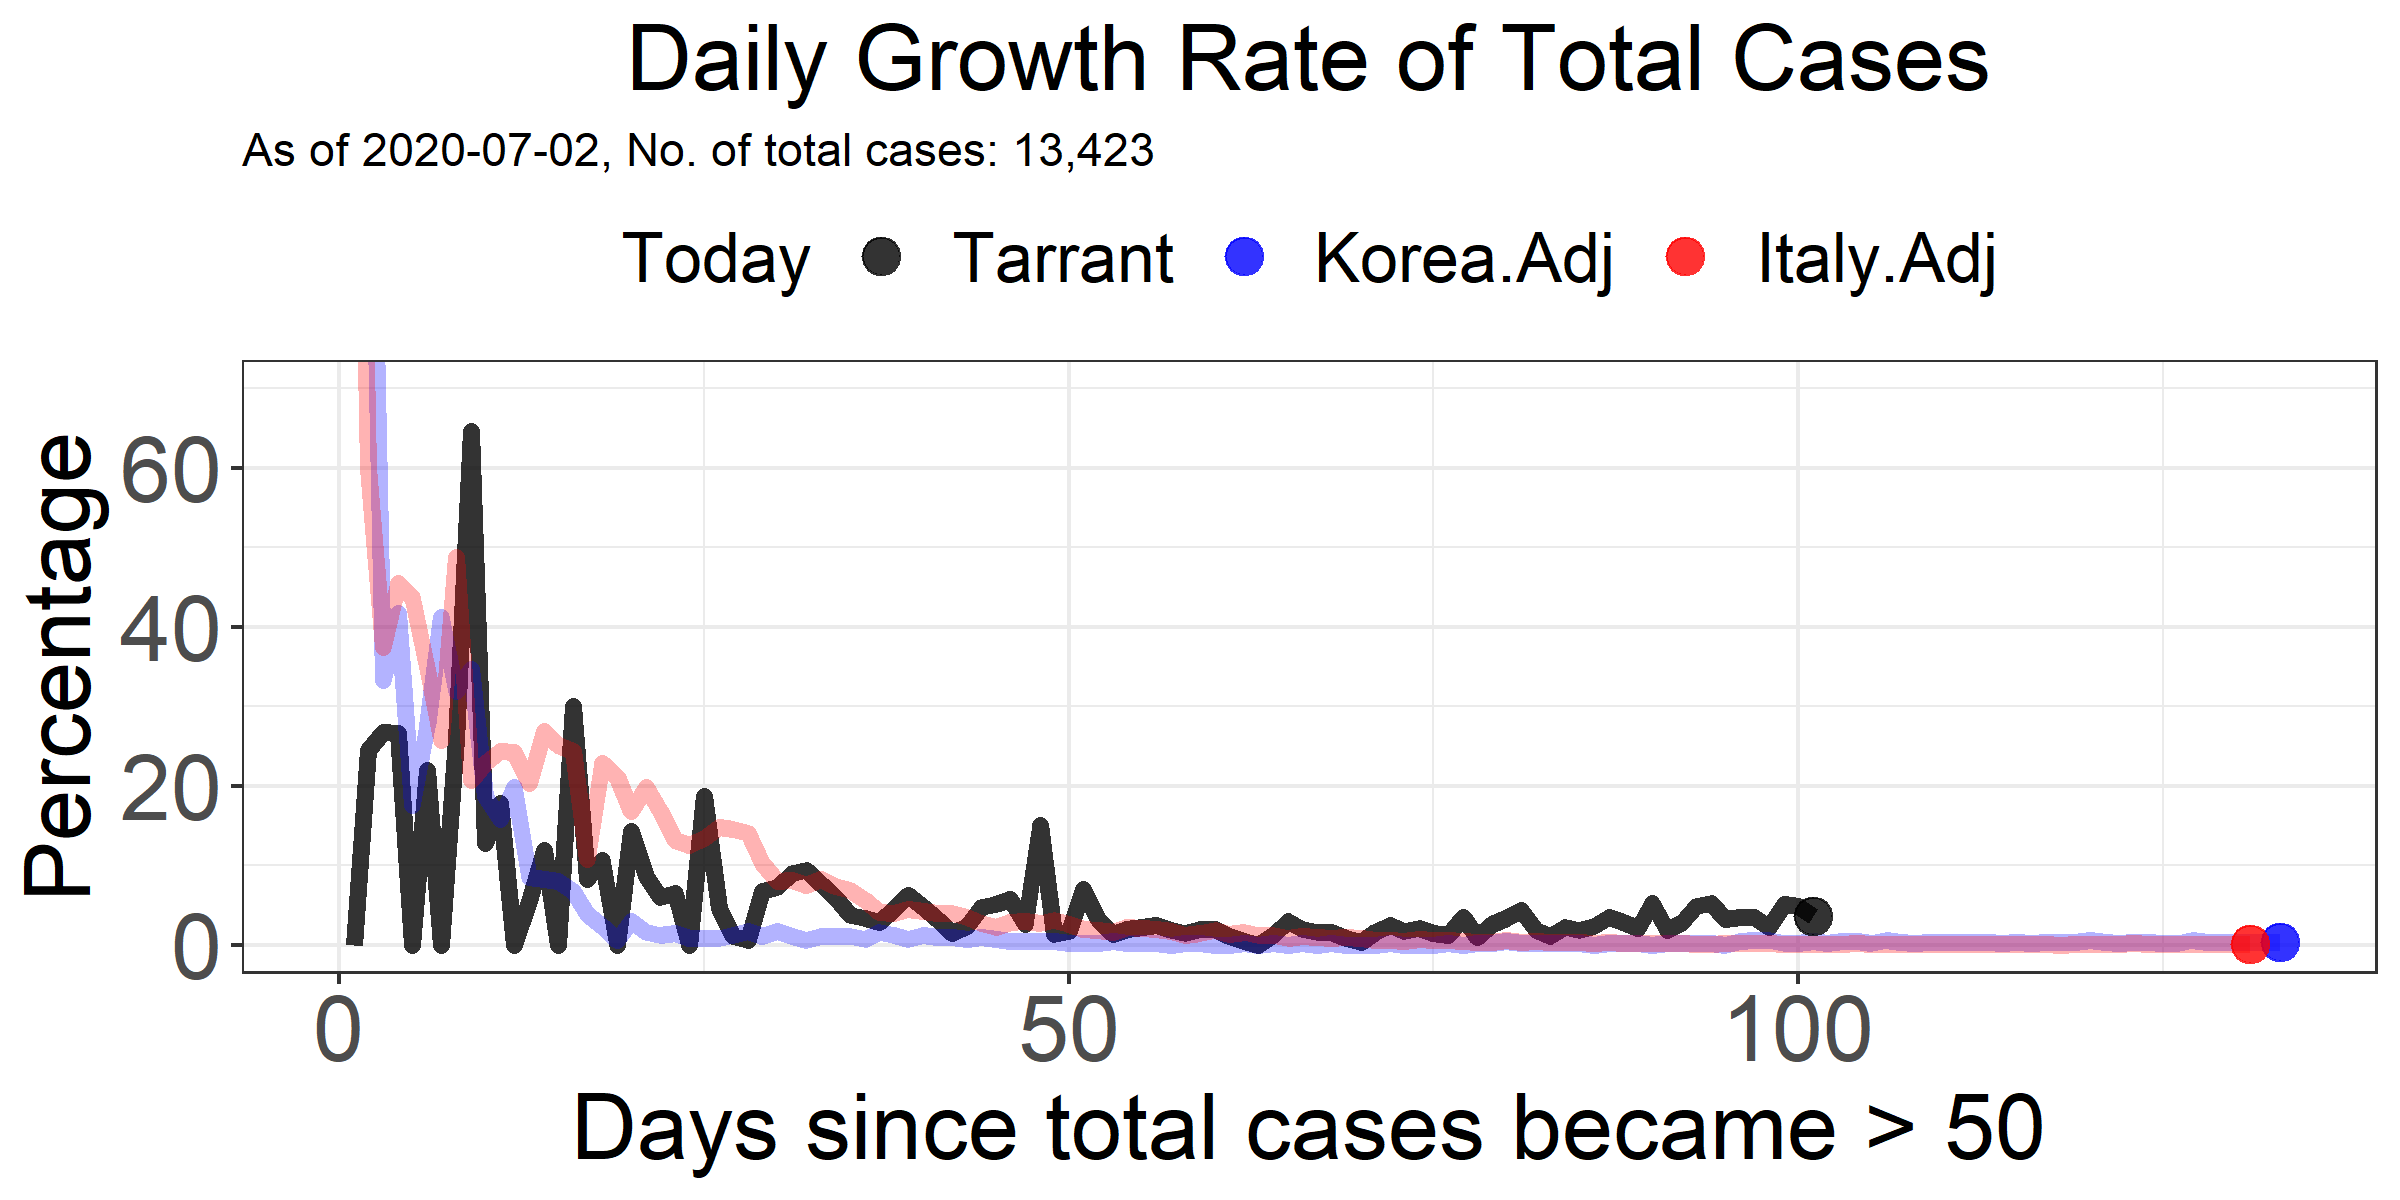 Daily Growth Rate of Total Cases
As of 2020-07-02, No. of total cases: 13,423
Today Tarrant Korea.Adj Italy.Adj
Percentage
60
40
20
0
0 50 100
Days since total cases became > 50